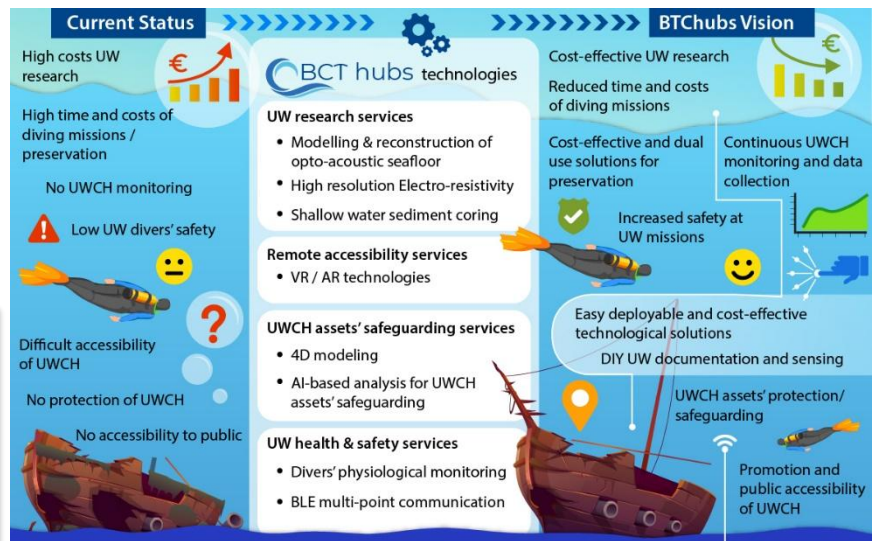 Current Status
High costs UW
research
€
High time and costs of
diving missions /
preservation
No UWCH monitoring
!
Low UW divers' safety
?
Difficult accessibility
of UWCH
No protection of UWCH
No accessibility to public
BCT hubs technologies
UW research services
• Modelling & reconstruction of
opto-acoustic seafloor
• High resolution Electro-resistivity
• Shallow water sediment coring
Remote accessibility services
• VR / AR technologies
UWCH assets' safeguarding services
• 4D modeling
• AI-based analysis for UWCH
assets' safeguarding
UW health & safety services
• Divers' physiological monitoring
• BLE multi-point communication
BTChubs Vision
Cost-effective UW research
€
Reduced time and costs
of diving missions
Cost-effective and dual
use solutions for
preservation
Continuous UWCH
monitoring and data
collection
Increased safety at
UW missions
Easy deployable and cost-effective
technological solutions
DIY UW documentation and sensing
UWCH assets' protection/
safeguarding
Promotion and
public accessibility
of UWCH